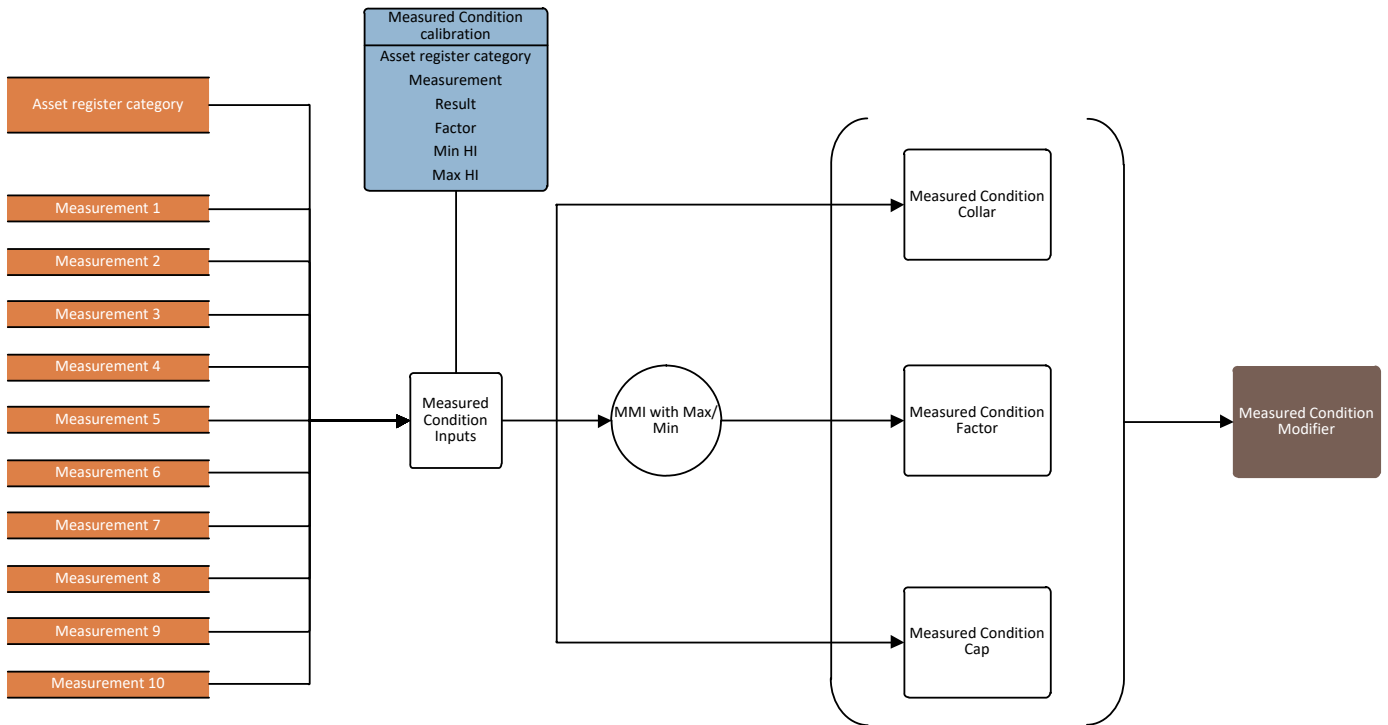 Measured Condition
calibration
Asset register category
Measurement
Result
Factor
Min HI
Max HI
Asset register category
Measurement 1
Measurement 2
Measurement 3
Measurement 4
Measurement 5
Measurement 6
Measurement 7
Measurement 8
Measurement 9
Measurement 10
Measured
Condition
Inputs
MMI with Max/
Min
Measured Condition
Collar
Measured Condition
Factor
Measured Condition
Cap
Measured Condition
Modifier